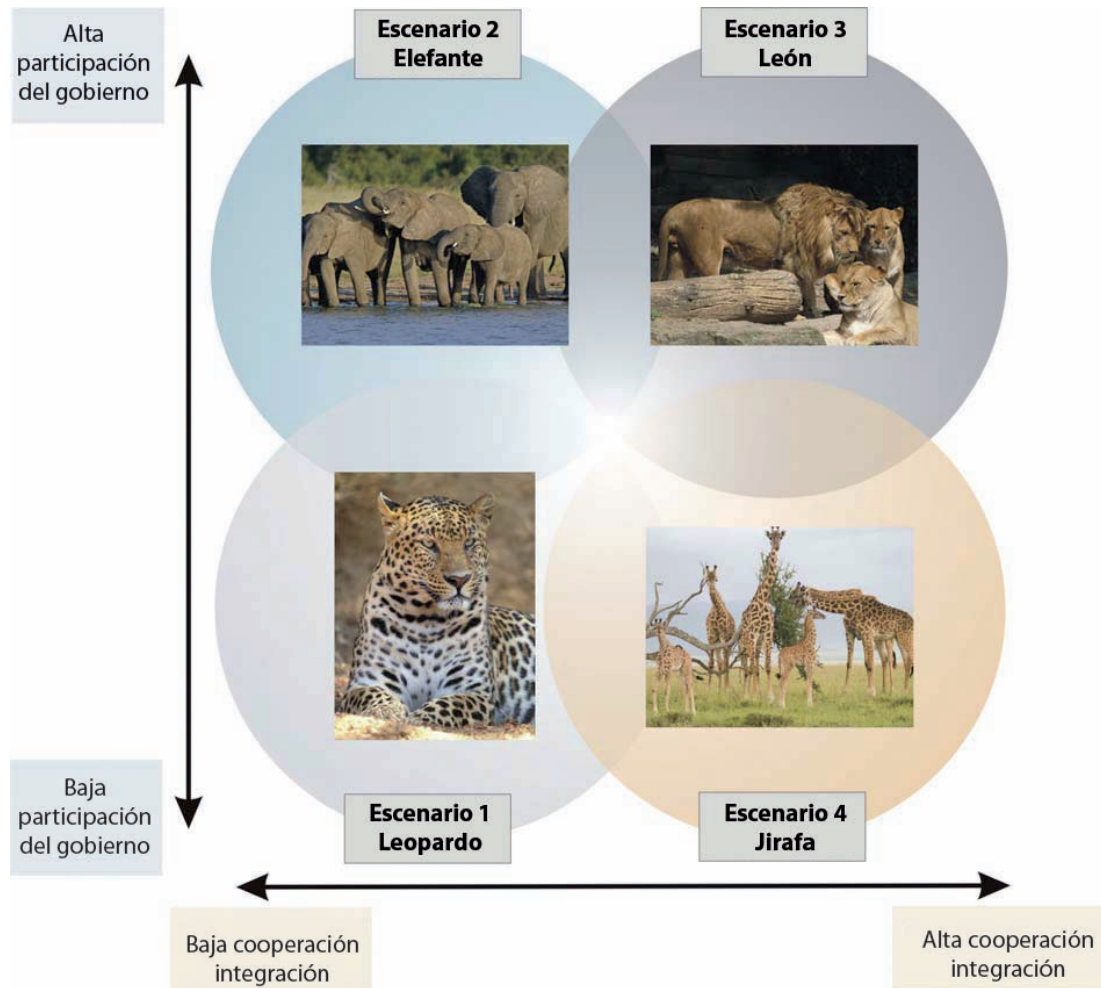 Alta
participación
del gobierno
Escenario 2
Elefante
Escenario 3
León
Baja
participación
del gobierno
Escenario 1
Leopardo
Escenario 4
Jirafa
Baja cooperación
integración
Alta cooperación
integración